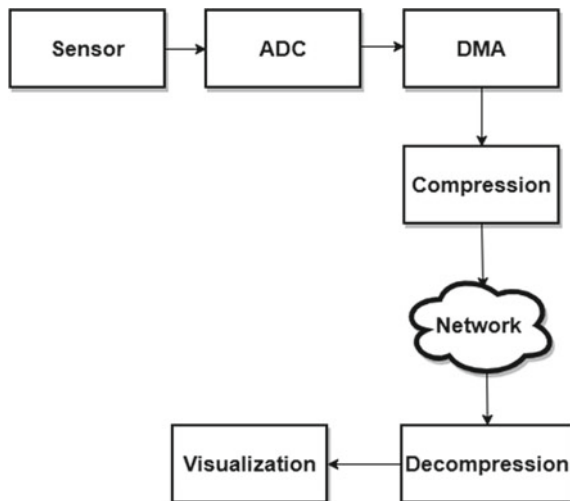 Sensor
ADC
DMA
Compression
Network
Decompression
Visualization